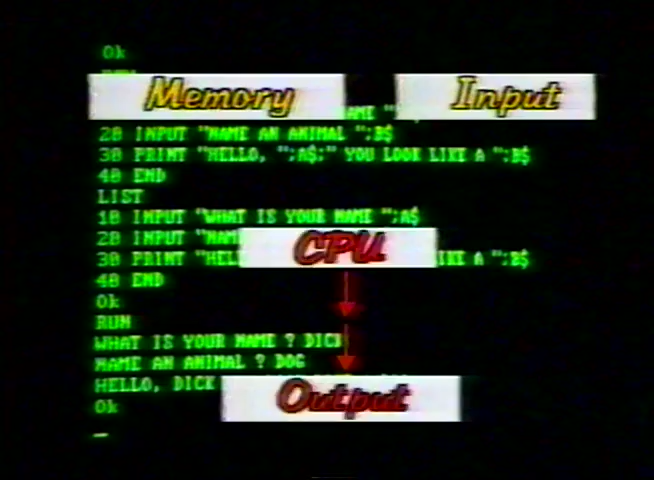 Ok
Memory
Input
AME "
20 INPUT "NAME AN ANIMAL ";B$
30 PRINT "HELLO, ";A$;" YOU LOOK LIKE A ";B$
40 END
LIST
10 INPUT "WHAT IS YOUR NAME ";A$
20 INPUT "NAM
CPU
30 PRINT "HEL KE A ";B$
40 END
Ok
RUN
WHAT IS YOUR NAME ? DICK
NAME AN ANIMAL ? DOG
HELLO, DICK
Output
Ok